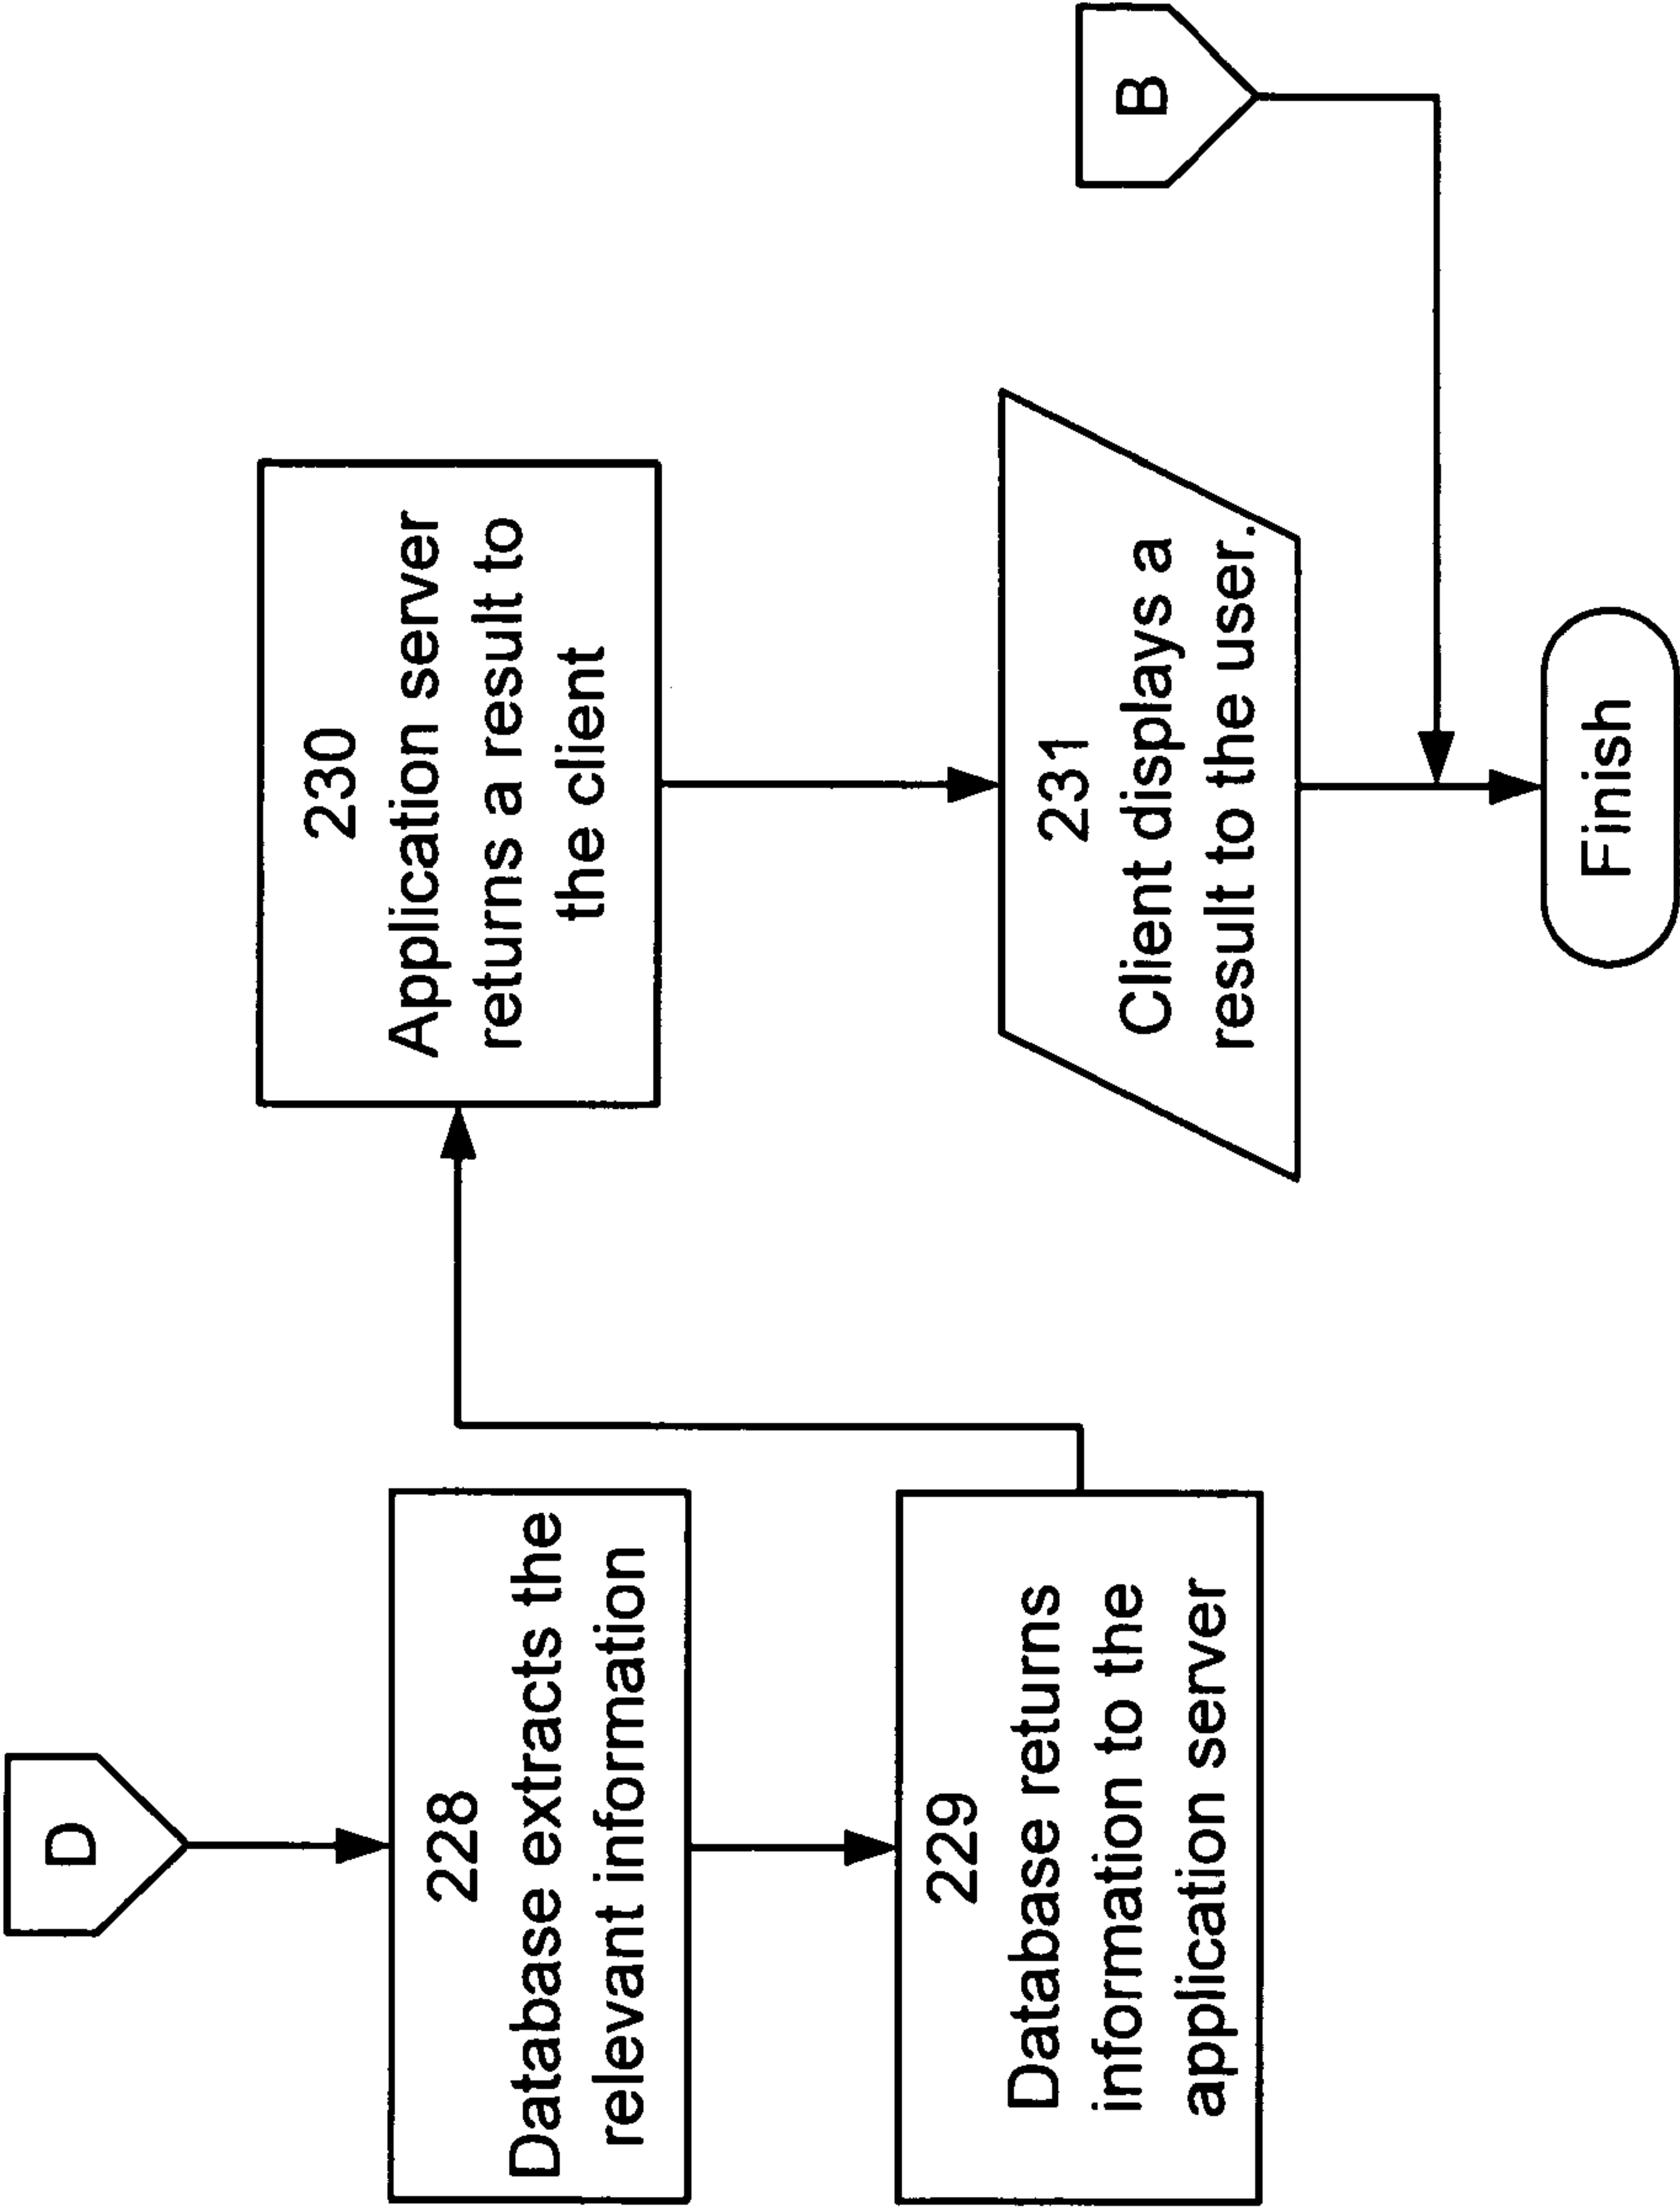 D
228
Database extracts the
relevant information
229
Database returns
information to the
application server
230
Application server
returns a result to
the client
231
Client displays a
result to the user.
B
Finish